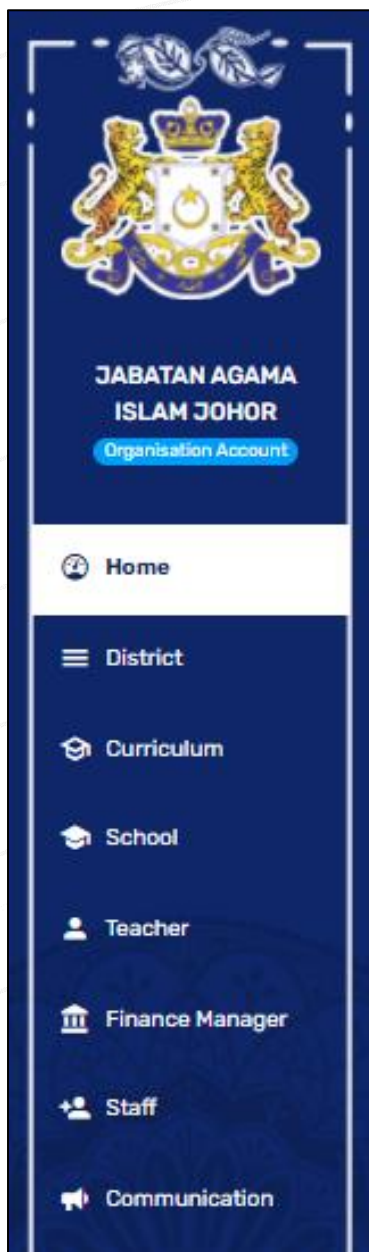 JABATAN AGAMA
ISLAM JOHOR
Organisation Account
Home
District
Curriculum
School
Teacher
Finance Manager
Staff
Communication